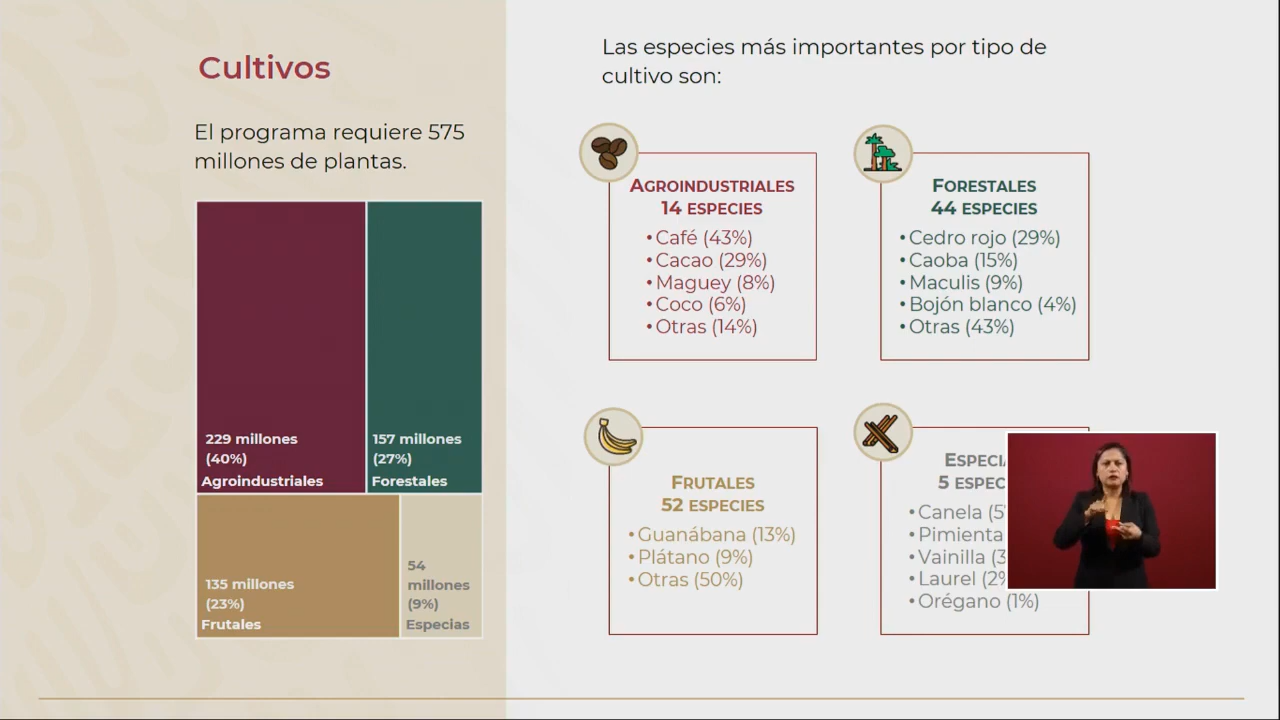 Cultivos
El programa requiere 575
millones de plantas.
229 millones
(40%)
Agroindustriales
157 millones
(27%)
Forestales
135 millones
(23%)
Frutales
54
millones
(9%)
Especias
Las especies más importantes por tipo de
cultivo son:
AGROINDUSTRIALES
14 ESPECIES
•Café (43%)
•Cacao (29%)
•Maguey (8%)
•Coco (6%)
•Otras (14%)
FORESTALES
44 ESPECIES
•Cedro rojo (29%)
•Caoba (15%)
•Maculis (9%)
•Bojón blanco (4%)
•Otras (43%)
FRUTALES
52 ESPECIES
•Guanábana (13%)
•Plátano (9%)
•Otras (50%)
5
•Canela
•Pimienta
•Vainilla
•Laurel
•Orégano (1%)